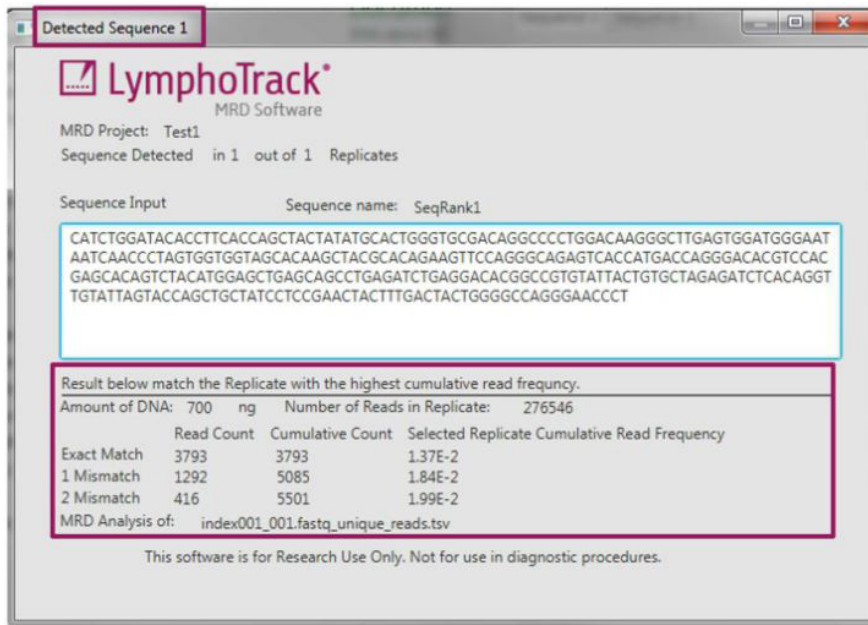 Detected Sequence 1
LymphoTrack®
MRD Software
MRD Project: Test1
Sequence Detected in 1 out of 1 Replicates
Sequence Input Sequence name: SeqRank1
CATCTGGATACACCTTCACCAGCTACTATATGCACTGGGTGCGACAGGCCCCTGGACAAGGGCTTGAGTGGATGGGAAT
AATCAACCCTAGTGGTGGTAGCACAAGCTACGCACAGAAGTTCCAGGGCAGAGTCACCATGACCAGGGACACGTCCAC
GAGCACAGTCTACATGGAGCTGAGCAGCCTGAGATCTGAGGACACGGCCGTGTATTACTGTGCTAGAGATCTCACAGGT
TGTATTAGTACCAGCTGCTATCCTCCGAACTACTTTGACTACTGGGGCCAGGGAACCCT
Result below match the Replicate with the highest cumulative read frequncy.
Amount of DNA: 700 ng Number of Reads in Replicate: 276546
Read Count Cumulative Count Selected Replicate Cumulative Read Frequency
Exact Match 3793 3793 1.37E-2
1 Mismatch 1292 5085 1.84E-2
2 Mismatch 416 5501 1.99E-2
MRD Analysis of: index001_001.fastq_unique_reads.tsv
This software is for Research Use Only. Not for use in diagnostic procedures.